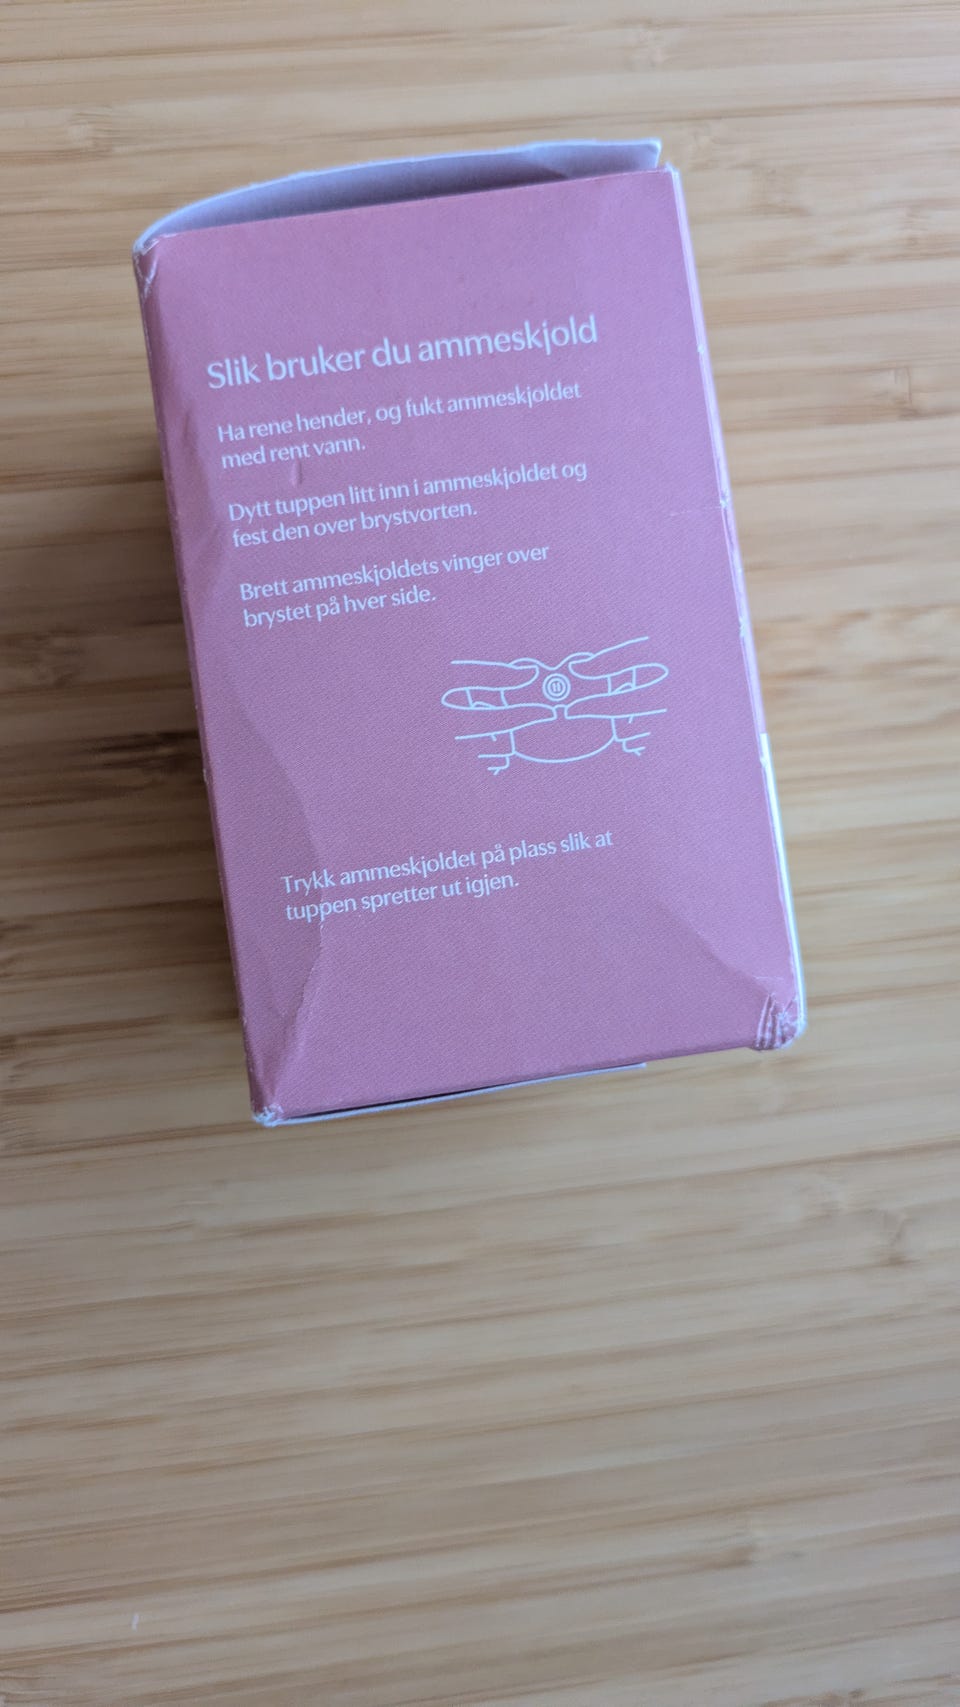 Slik bruker du ammeskjold
Ha rene hender, og fukt ammeskjoldet
med rent vann.
Dytt tuppen litt inn i ammeskjoldet og
fest den over brystvorten.
Brett ammeskjoldets vinger over
brystet på hver side.
Trykk ammeskjoldet på plass slik at
tuppen spretter ut igjen.